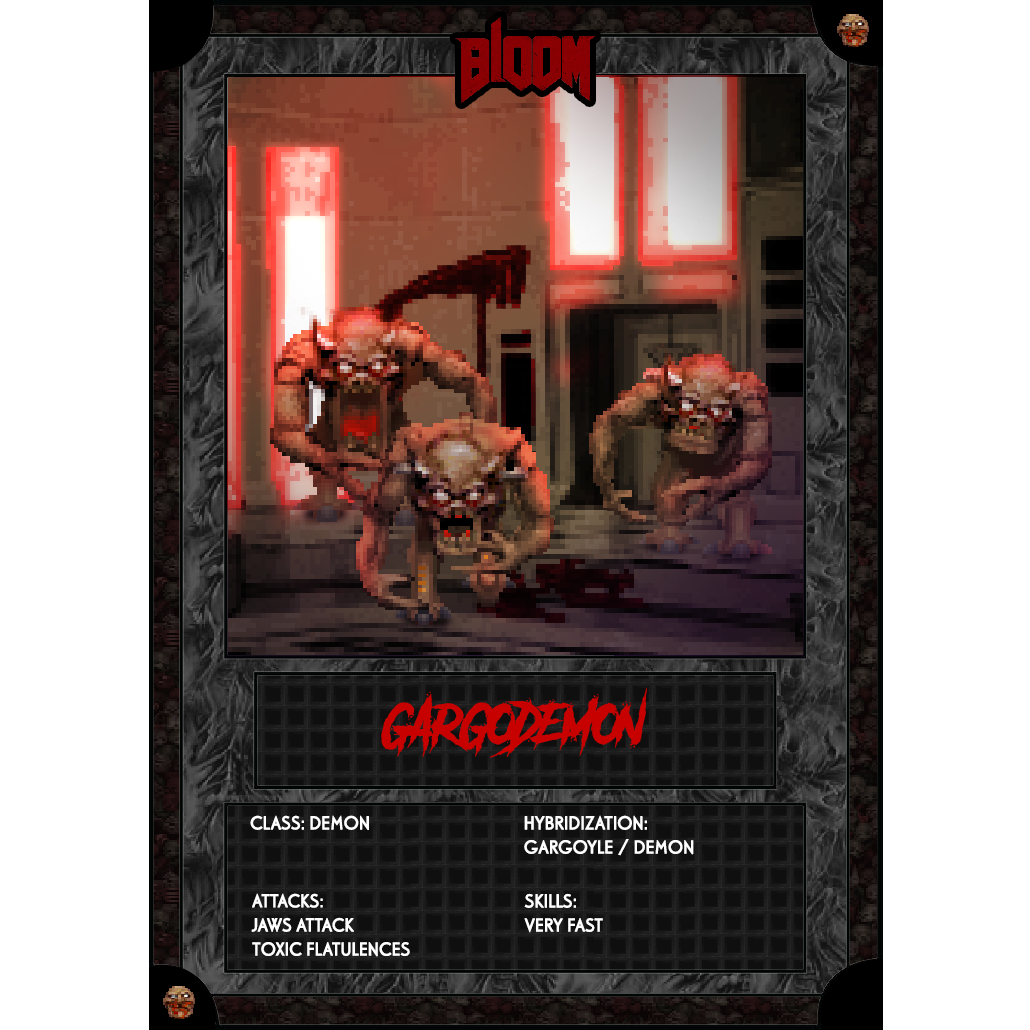 BLOOM
GARGODEMON
CLASS: DEMON
HYBRIDIZATION:
GARGOYLE / DEMON
ATTACKS:
JAWS ATTACK
TOXIC FLATULENCES
SKILLS:
VERY FAST